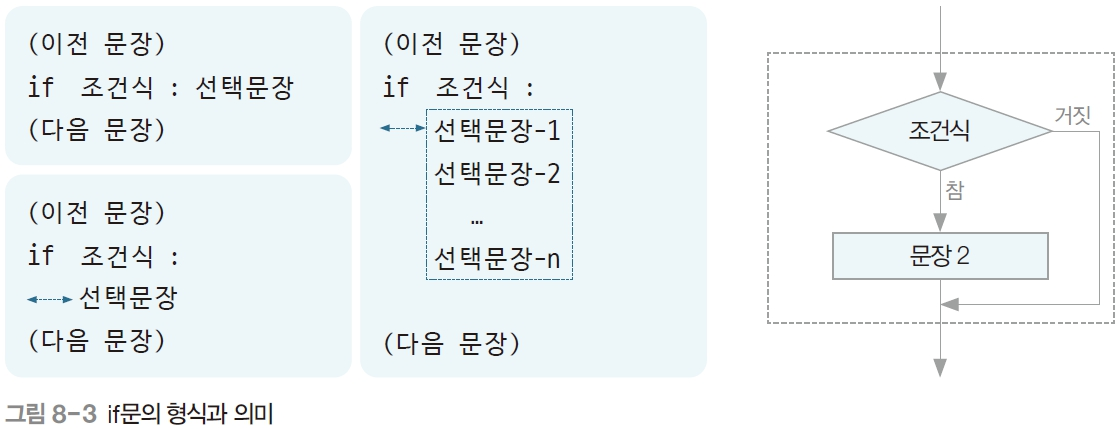 (이전 문장)
if 조건식 : 선택문장
(다음 문장)
(이전 문장)
if 조건식 :
선택문장
(다음 문장)
(이전 문장)
if 조건식 :
선택문장-1
선택문장-2
…
선택문장-n
(다음 문장)
조건식
거짓
참
문장 2
그림 8-3 if문의 형식과 의미